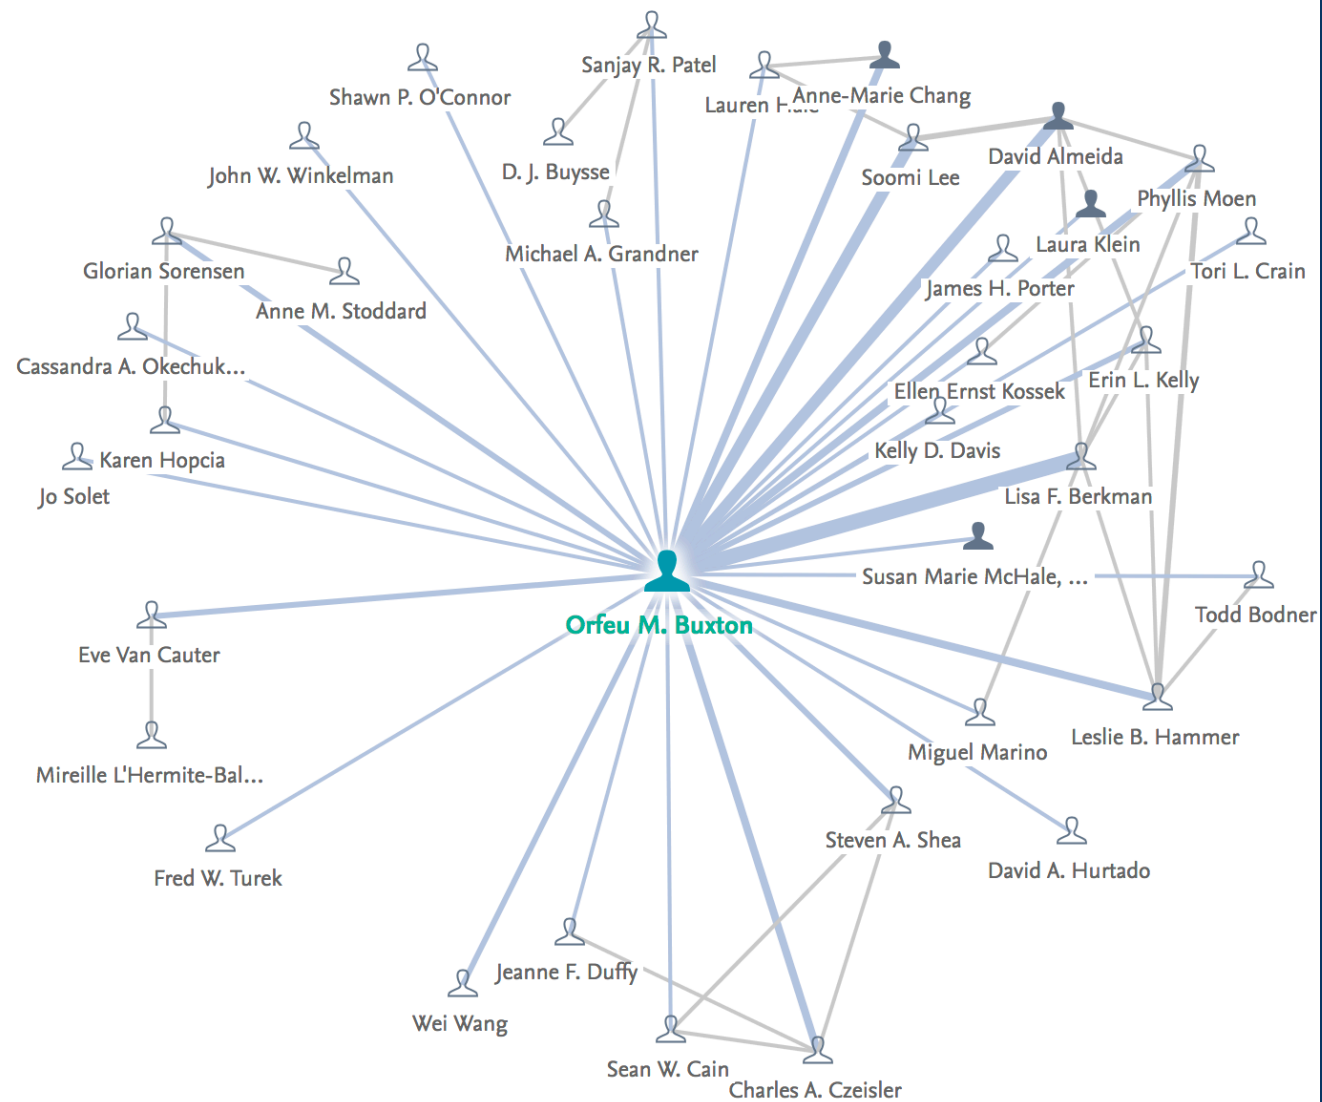 Sanjay R. Patel
Shawn P. O'Connor
Lauren Hale
Anne-Marie Chang
David Almeida
D. J. Buysse
John W. Winkelman
Soomi Lee
Phyllis Moen
Laura Klein
Michael A. Grandner
Glorian Sorensen
Tori L. Crain
James H. Porter
Anne M. Stoddard
Cassandra A. Okechuk...
Erin L. Kelly
Ellen Ernst Kossek
Kelly D. Davis
Karen Hopcia
Jo Solet
Lisa F. Berkman
Susan Marie McHale, ...
Todd Bodner
Orfeu M. Buxton
Eve Van Cauter
Leslie B. Hammer
Miguel Marino
Mireille L'Hermite-Bal...
Steven A. Shea
David A. Hurtado
Fred W. Turek
Jeanne F. Duffy
Wei Wang
Sean W. Cain
Charles A. Czeisler